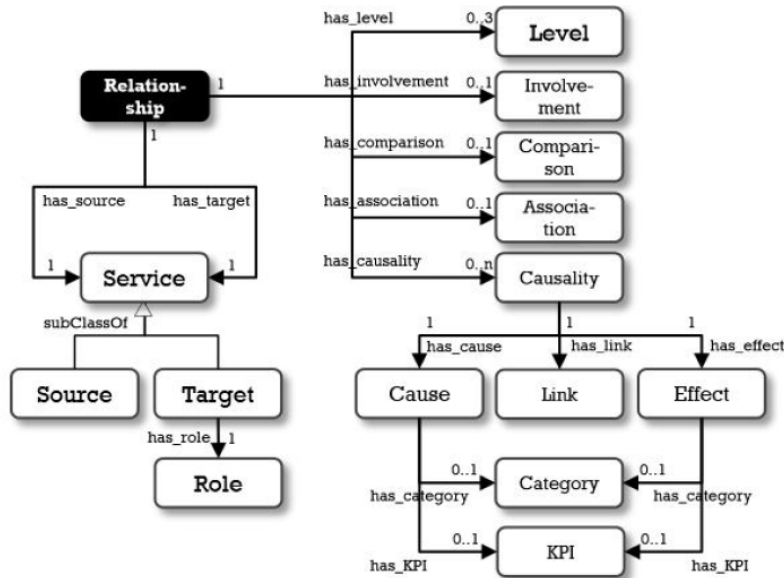 has_level
0..3
Level
Relation-
ship
1
has_involvement
0..1
Involve-
ment
1
has_comparison
0..1
Compari-
son
has_source
has_target
has_association
0..1
Associa-
tion
1
Service
1
has_causality
0..n
Causality
subClassOf
1
1
1
has_cause
has_link
has_effect
Source
Target
Cause
Link
Effect
has_role
1
Role
0..1
Category
0..1
has_category
has_category
0..1
KPI
0..1
has_KPI
has_KPI